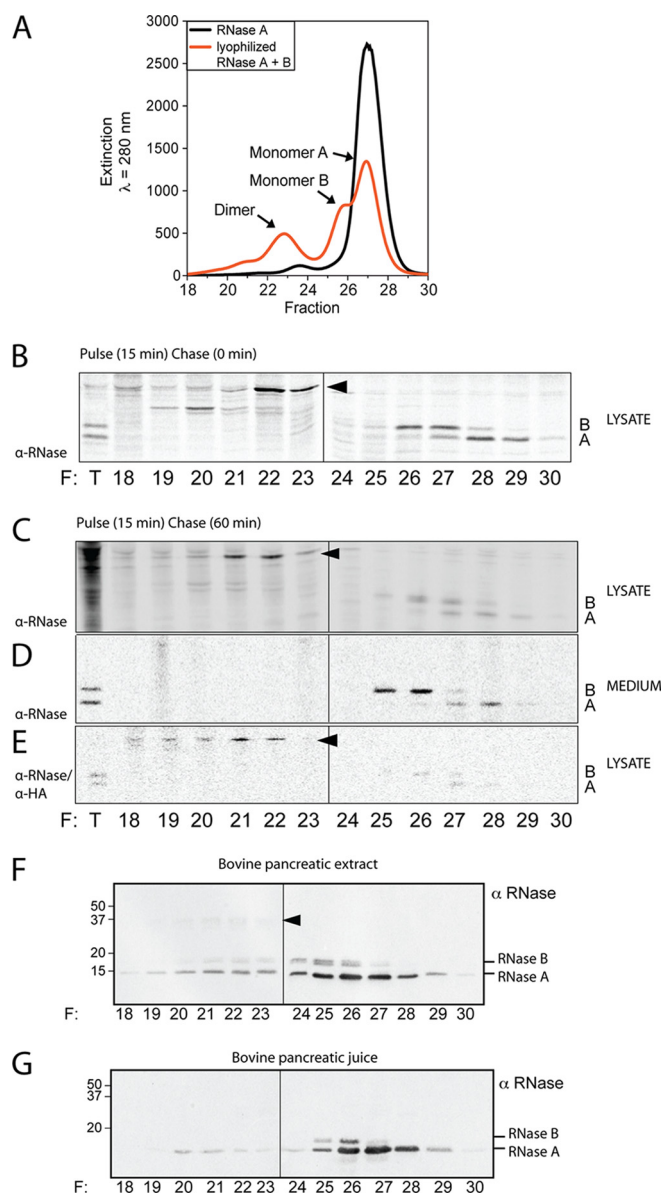 A
RNase A
lyophilized
RNase A + B
Extinction
λ = 280 nm
3000
2500
2000
1500
1000
500
0
Monomer A
Monomer B
Dimer
18 20 22 24 26 28 30
Fraction
B
Pulse (15 min) Chase (0 min)
B
A
LYSATE
α-RNase
F: T 18 19 20 21 22 23 24 25 26 27 28 29 30
C
Pulse (15 min) Chase (60 min)
B
A
LYSATE
α-RNase
D
B
A
MEDIUM
α-RNase
E
α-RNase/
α-HA
B
A
LYSATE
F: T 18 19 20 21 22 23 24 25 26 27 28 29 30
F
Bovine pancreatic extract
α RNase
50
37
20
15
RNase B
RNase A
F: 18 19 20 21 22 23 24 25 26 27 28 29 30
G
Bovine pancreatic juice
α RNase
50
37
20
RNase B
RNase A
F: 18 19 20 21 22 23 24 25 26 27 28 29 30